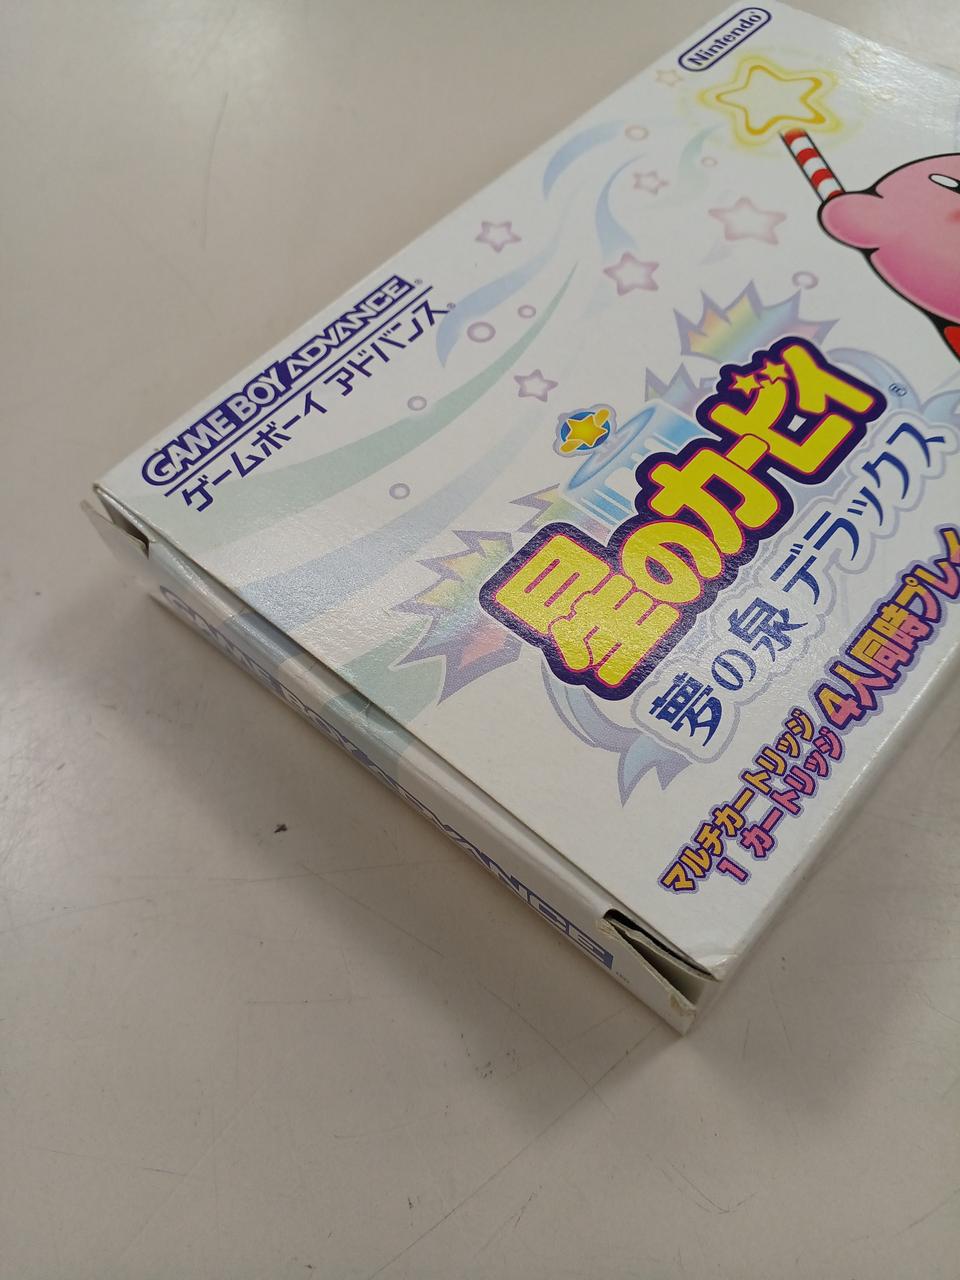 Nintendo
GAME BOY ADVANCE
ゲームボーイ アドバンス
星のカービィ
夢の泉 デラックス
マルチカートリッジ
1 カートリッジ
4人同時プレイ
GAME BOY ADVANCE